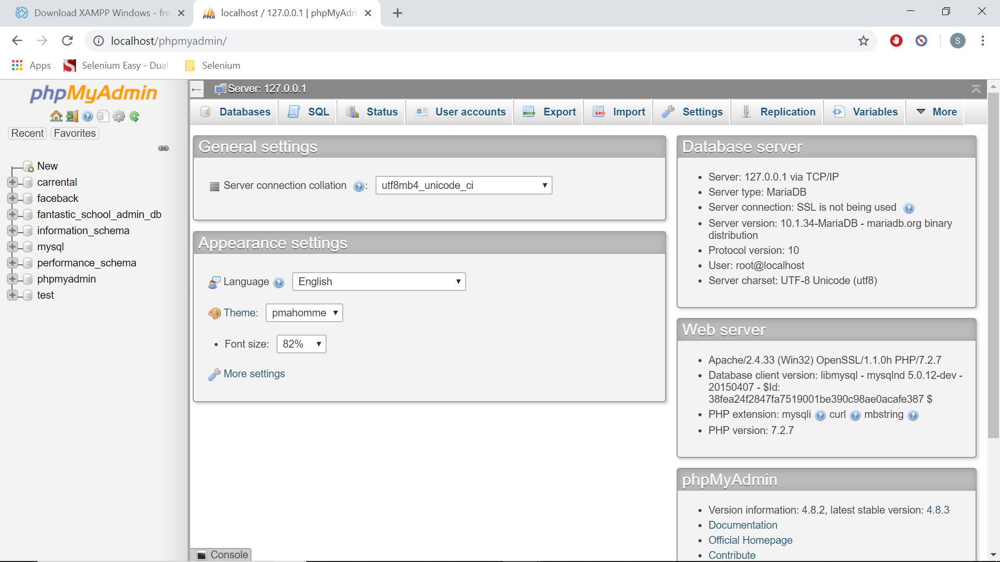 Download XAMPP Windows - fre
PMA localhost / 127.0.0.1 | phpMyAdm
localhost/phpmyadmin/
S
Apps
Selenium Easy - Dual
Selenium
phpMyAdmin
Recent
Favorites
New
carrental
faceback
fantastic_school_admin_db
information_schema
mysql
performance_schema
phpmyadmin
test
Server: 127.0.0.1
Databases
SQL
Status
User accounts
Export
Import
Settings
Replication
Variables
More
General settings
Server connection collation :
utf8mb4_unicode_ci
Appearance settings
Language
English
Theme:
pmahomme
• Font size:
82%
More settings
Database server
• Server: 127.0.0.1 via TCP/IP
• Server type: MariaDB
• Server connection: SSL is not being used
• Server version: 10.1.34-MariaDB - mariadb.org binary
distribution
• Protocol version: 10
• User: root@localhost
• Server charset: UTF-8 Unicode (utf8)
Web server
• Apache/2.4.33 (Win32) OpenSSL/1.1.0h PHP/7.2.7
• Database client version: libmysql - mysqlnd 5.0.12-dev -
20150407 - $Id:
38fea24f2847fa7519001be390c98ae0acafe387 $
• PHP extension: mysqli curl mbstring
• PHP version: 7.2.7
phpMyAdmin
• Version information: 4.8.2, latest stable version: 4.8.3
• Documentation
• Official Homepage
• Contribute
Console